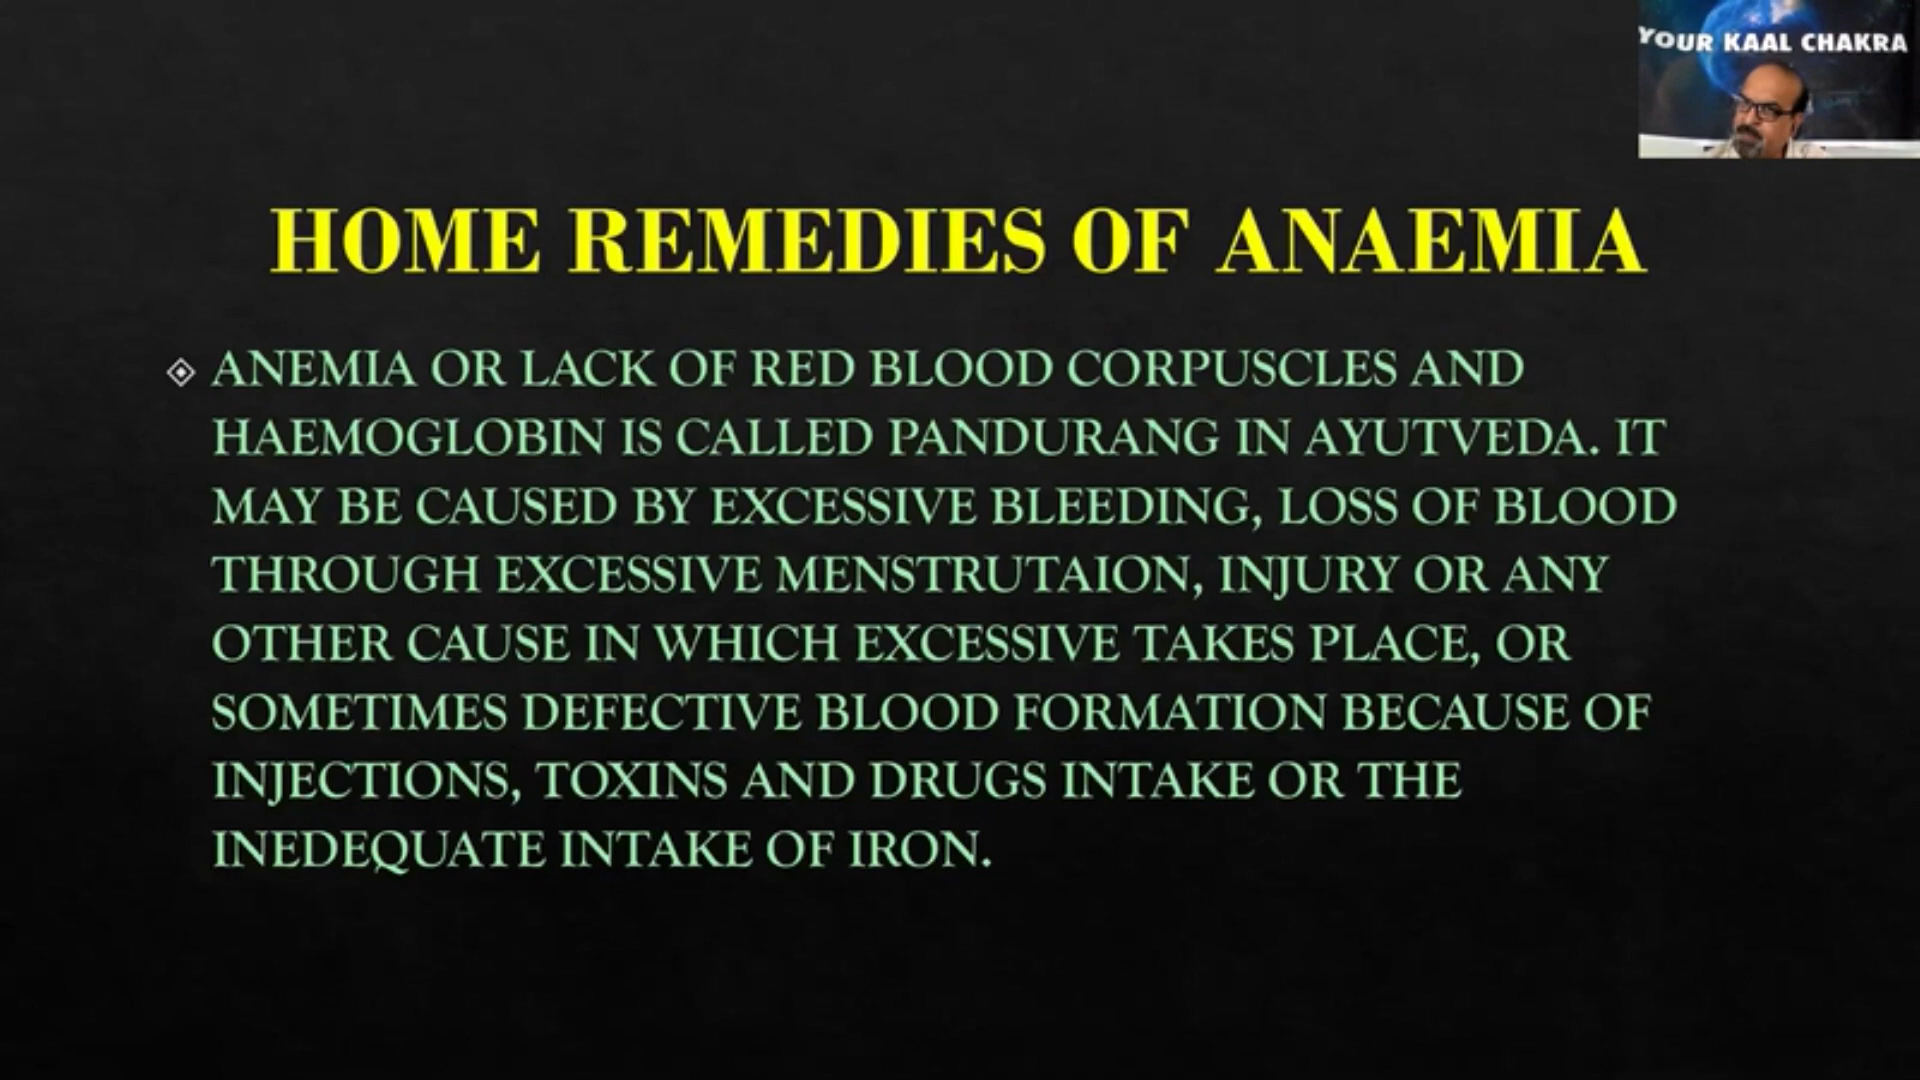 YOUR KAAL CHAKRA
HOME REMEDIES OF ANAEMIA
ANEMIA OR LACK OF RED BLOOD CORPUSCLES AND
HAEMOGLOBIN IS CALLED PANDURANG IN AYUTVEDA. IT
MAY BE CAUSED BY EXCESSIVE BLEEDING, LOSS OF BLOOD
THROUGH EXCESSIVE MENSTRUTAION, INJURY OR ANY
OTHER CAUSE IN WHICH EXCESSIVE TAKES PLACE, OR
SOMETIMES DEFECTIVE BLOOD FORMATION BECAUSE OF
INJECTIONS, TOXINS AND DRUGS INTAKE OR THE
INEDEQUATE INTAKE OF IRON.